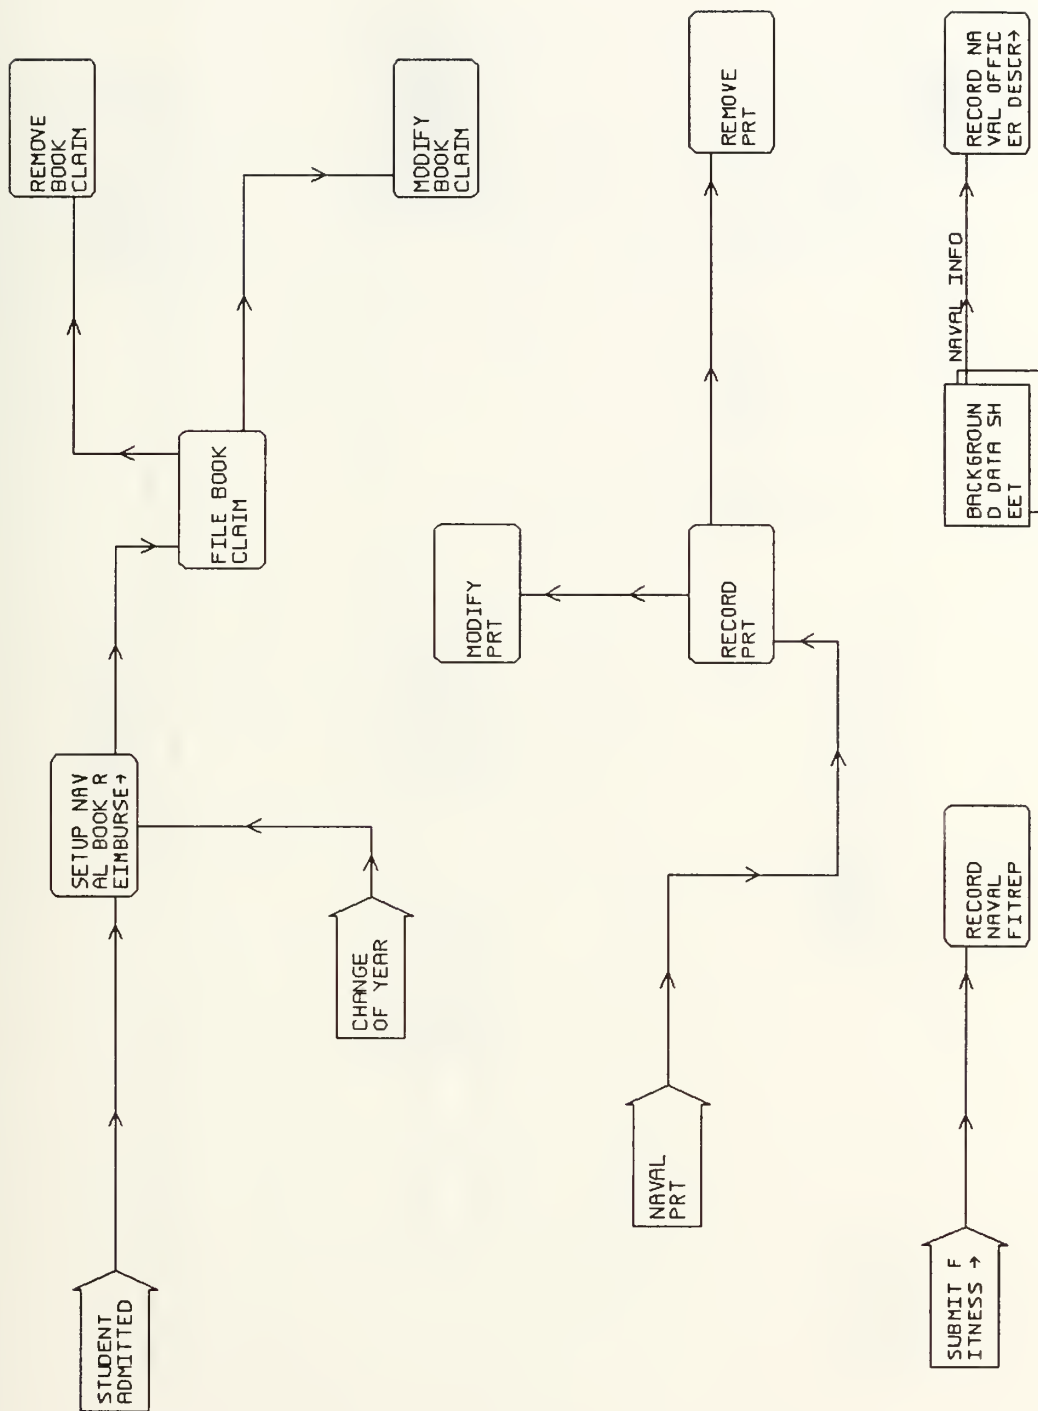 REMOVE
BOOK
CLAIM
MODIFY
BOOK
CLAIM
FILE BOOK
CLAIM
SETUP NAV
AL BOOK R
EIMBURSE→
CHANGE
OF YEAR
STUDENT
ADMITTED
REMOVE
PRT
MODIFY
PRT
RECORD
PRT
NAVAL
PRT
RECORD NA
VAL OFFIC
ER DESCR→
NAVAL INFO
BACKGROUN
D DATA SH
EET
RECORD
NAVAL
FITREP
SUBMIT F
ITNESS →